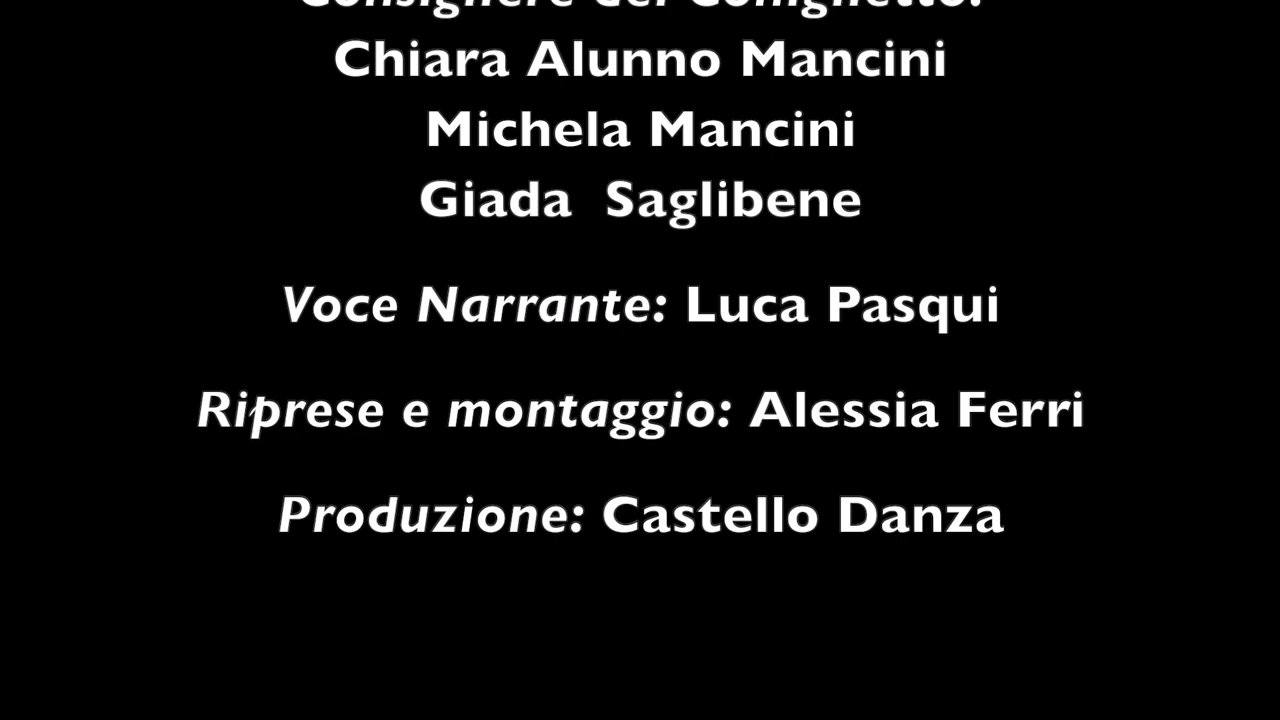 Chiara Alunno Mancini
Michela Mancini
Giada Saglibene
Voce Narrante: Luca Pasqui
Riprese e montaggio: Alessia Ferri
Produzione: Castello Danza